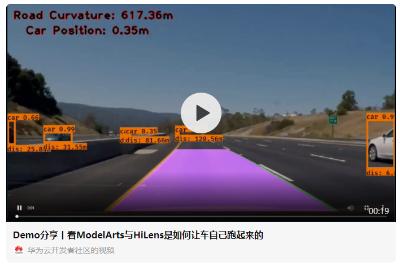 Road Curvature: 617.36m
Car Position: 0.35m
car 0.66
car 0.99
car 0.35
car
car 0.9
dis: 25.
dis: 31.55m
dis: 81.66m
dis: 120.56m
dis: 6.
00:19
Demo分享丨看ModelArts与HiLens是如何让车自己跑起来的
华为云开发者社区的视频